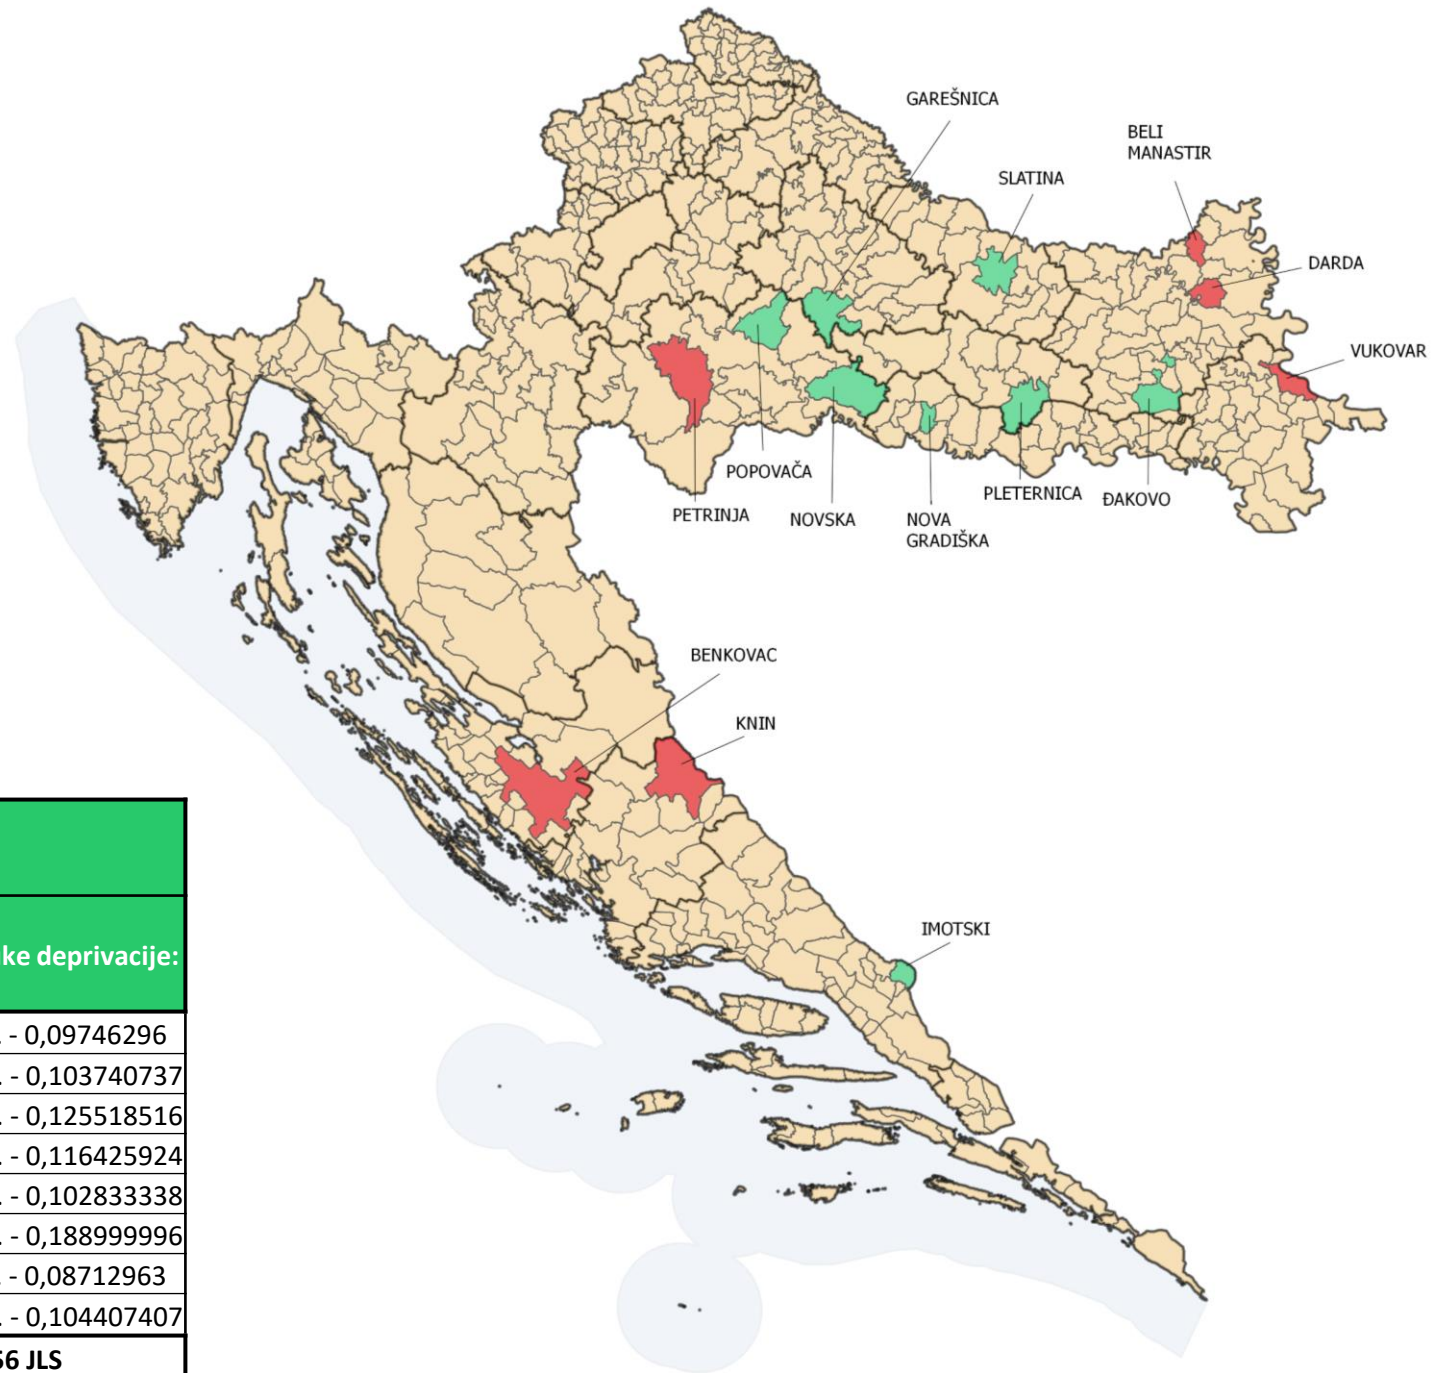 GAREŠNICA
BELI
MANASTIR
SLATINA
DARDA
VUKOVAR
POPOVAČA
PETRINJA
NOVSKA
NOVA
GRADIŠKA
PLETERNICA
ĐAKOVO
BENKOVAC
KNIN
IMOTSKI
ke deprivacije:
. - 0,09746296
. - 0,103740737
. - 0,125518516
. - 0,116425924
. - 0,102833338
. - 0,188999996
. - 0,08712963
. - 0,104407407
56 JLS